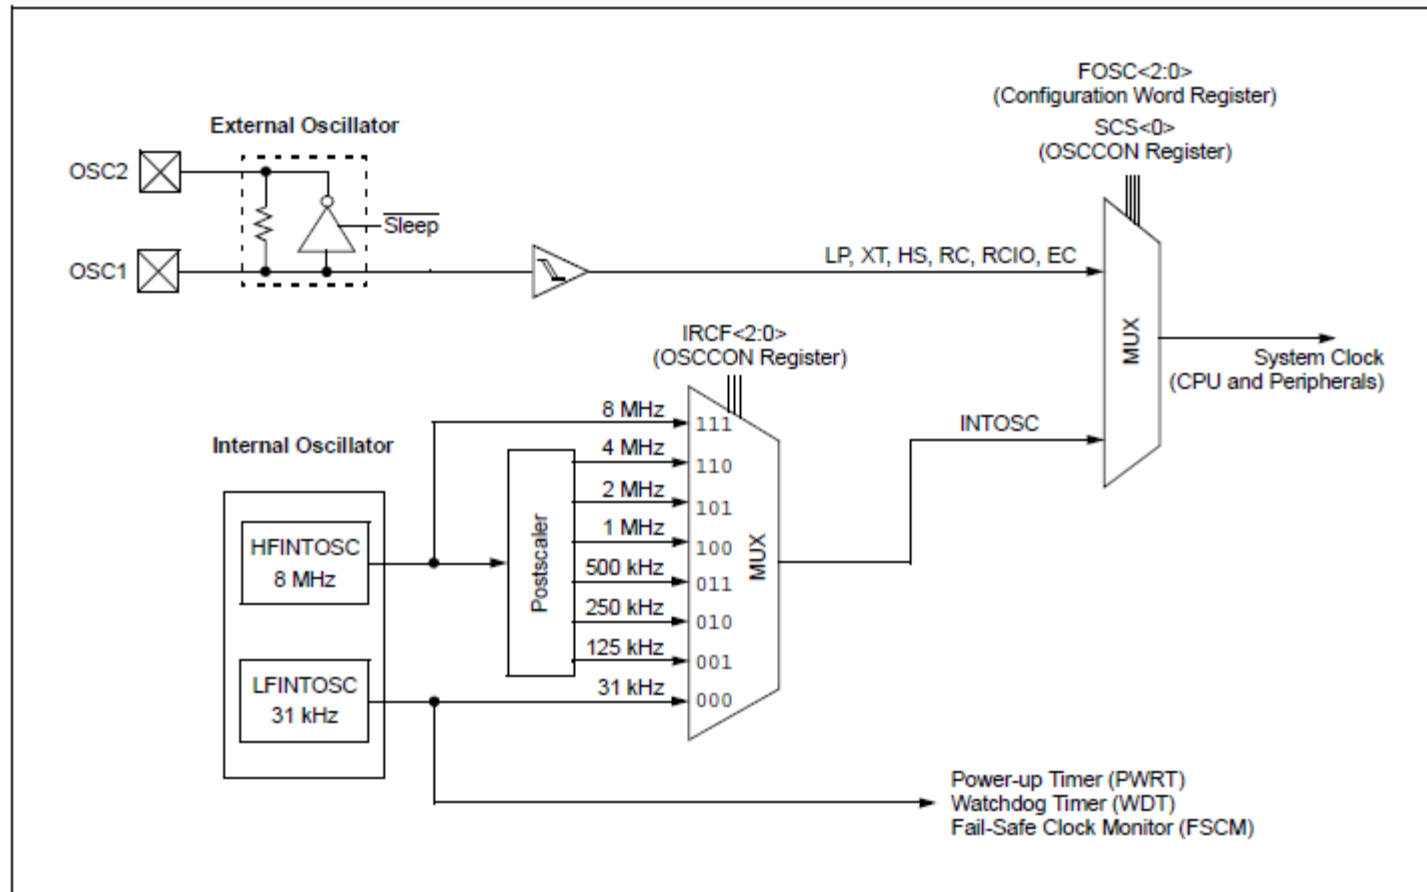 FOSC<2:0>
(Configuration Word Register)
SCS<0>
(OSCCON Register)
External Oscillator
OSC2
Sleep
OSC1
LP, XT, HS, RC, RCIO, EC
MUX
System Clock
(CPU and Peripherals)
IRCF<2:0>
(OSCCON Register)
Internal Oscillator
HFINTOSC
8 MHz
LFINTOSC
31 kHz
Postscaler
8 MHz
4 MHz
2 MHz
1 MHz
500 kHz
250 kHz
125 kHz
31 kHz
111
110
101
100
011
010
001
000
MUX
INTOSC
Power-up Timer (PWRT)
Watchdog Timer (WDT)
Fail-Safe Clock Monitor (FSCM)